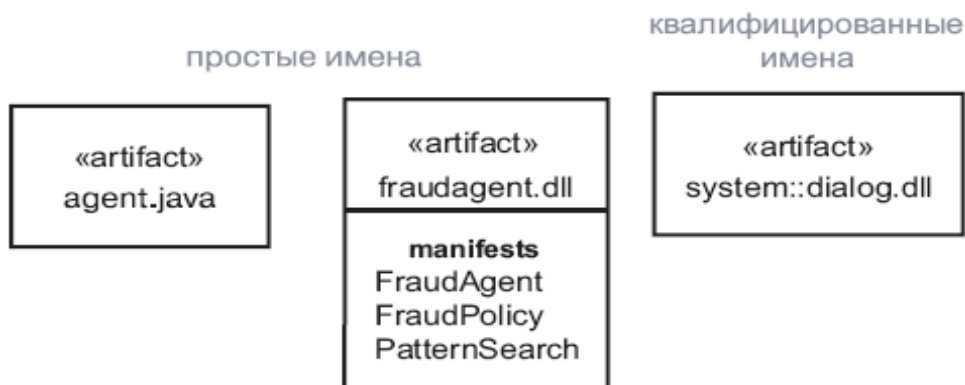 простые имена
квалифицированные
имена
«artifact»
agent.java
«artifact»
fraudagent.dll
manifests
FraudAgent
FraudPolicy
PatternSearch
«artifact»
system::dialog.dll